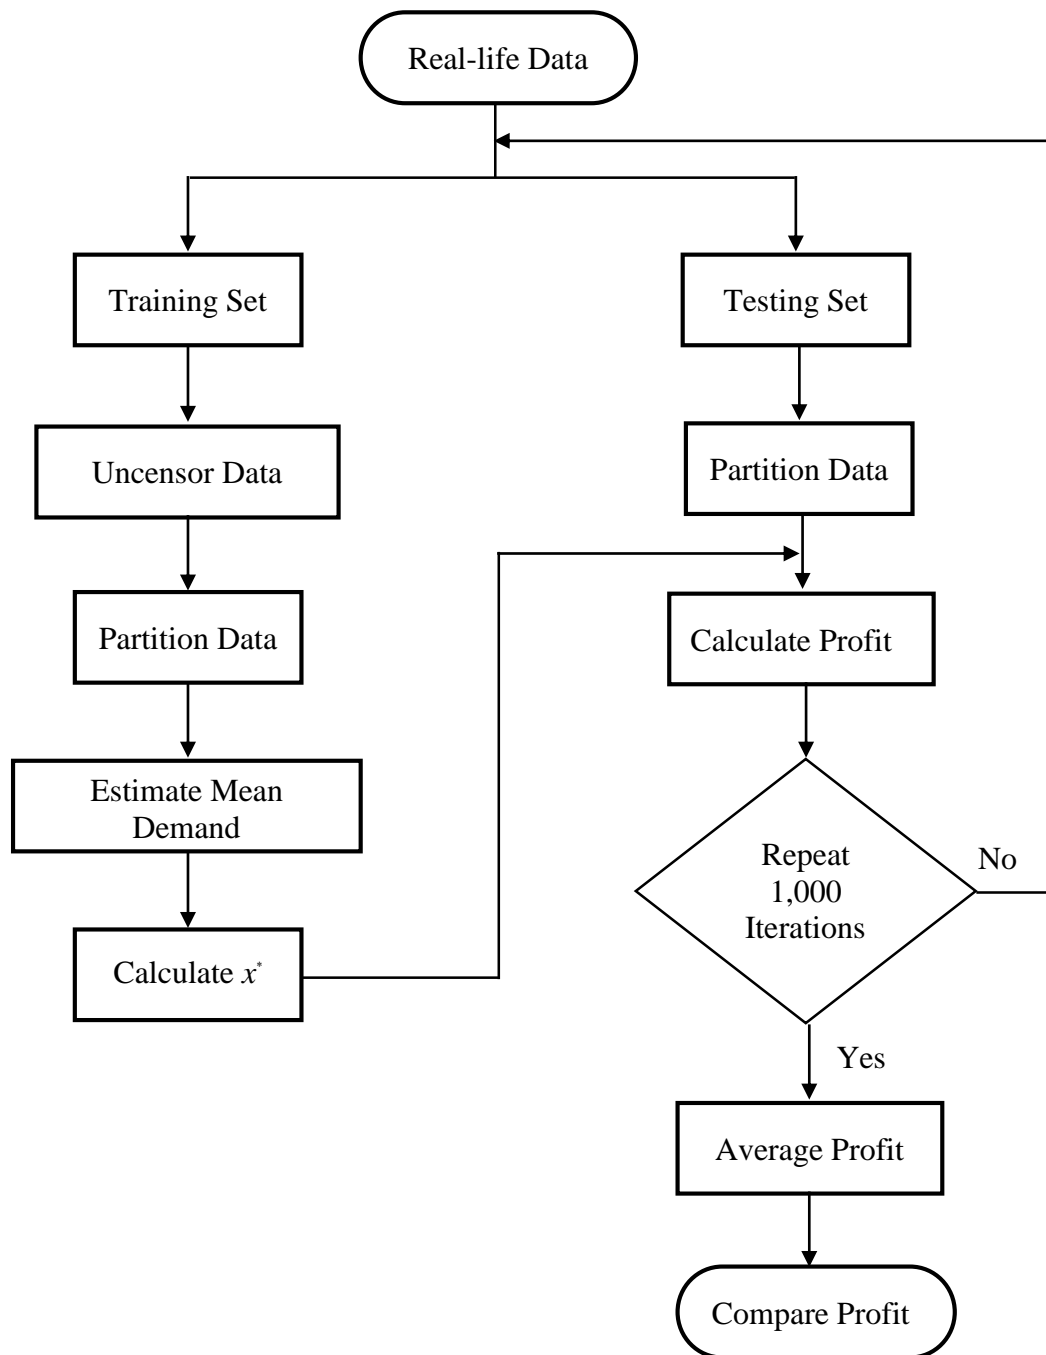 Real-life Data
Training Set
Testing Set
Uncensor Data
Partition Data
Partition Data
Calculate Profit
Estimate Mean
Demand
Repeat
1,000
Iterations
No
Calculate x*
Yes
Average Profit
Compare Profit